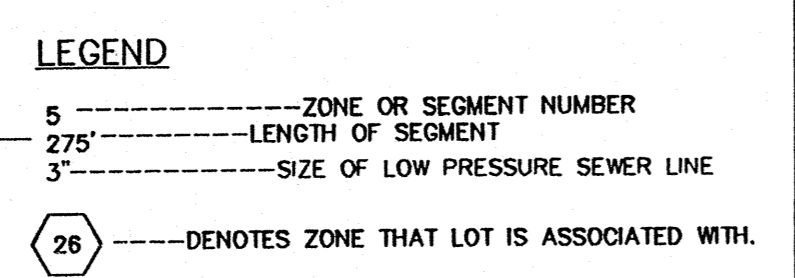 LEGEND
5 -------------ZONE OR SEGMENT NUMBER
275'---------LENGTH OF SEGMENT
3"-------------SIZE OF LOW PRESSURE SEWER LINE
26 -----DENOTES ZONE THAT LOT IS ASSOCIATED WITH.